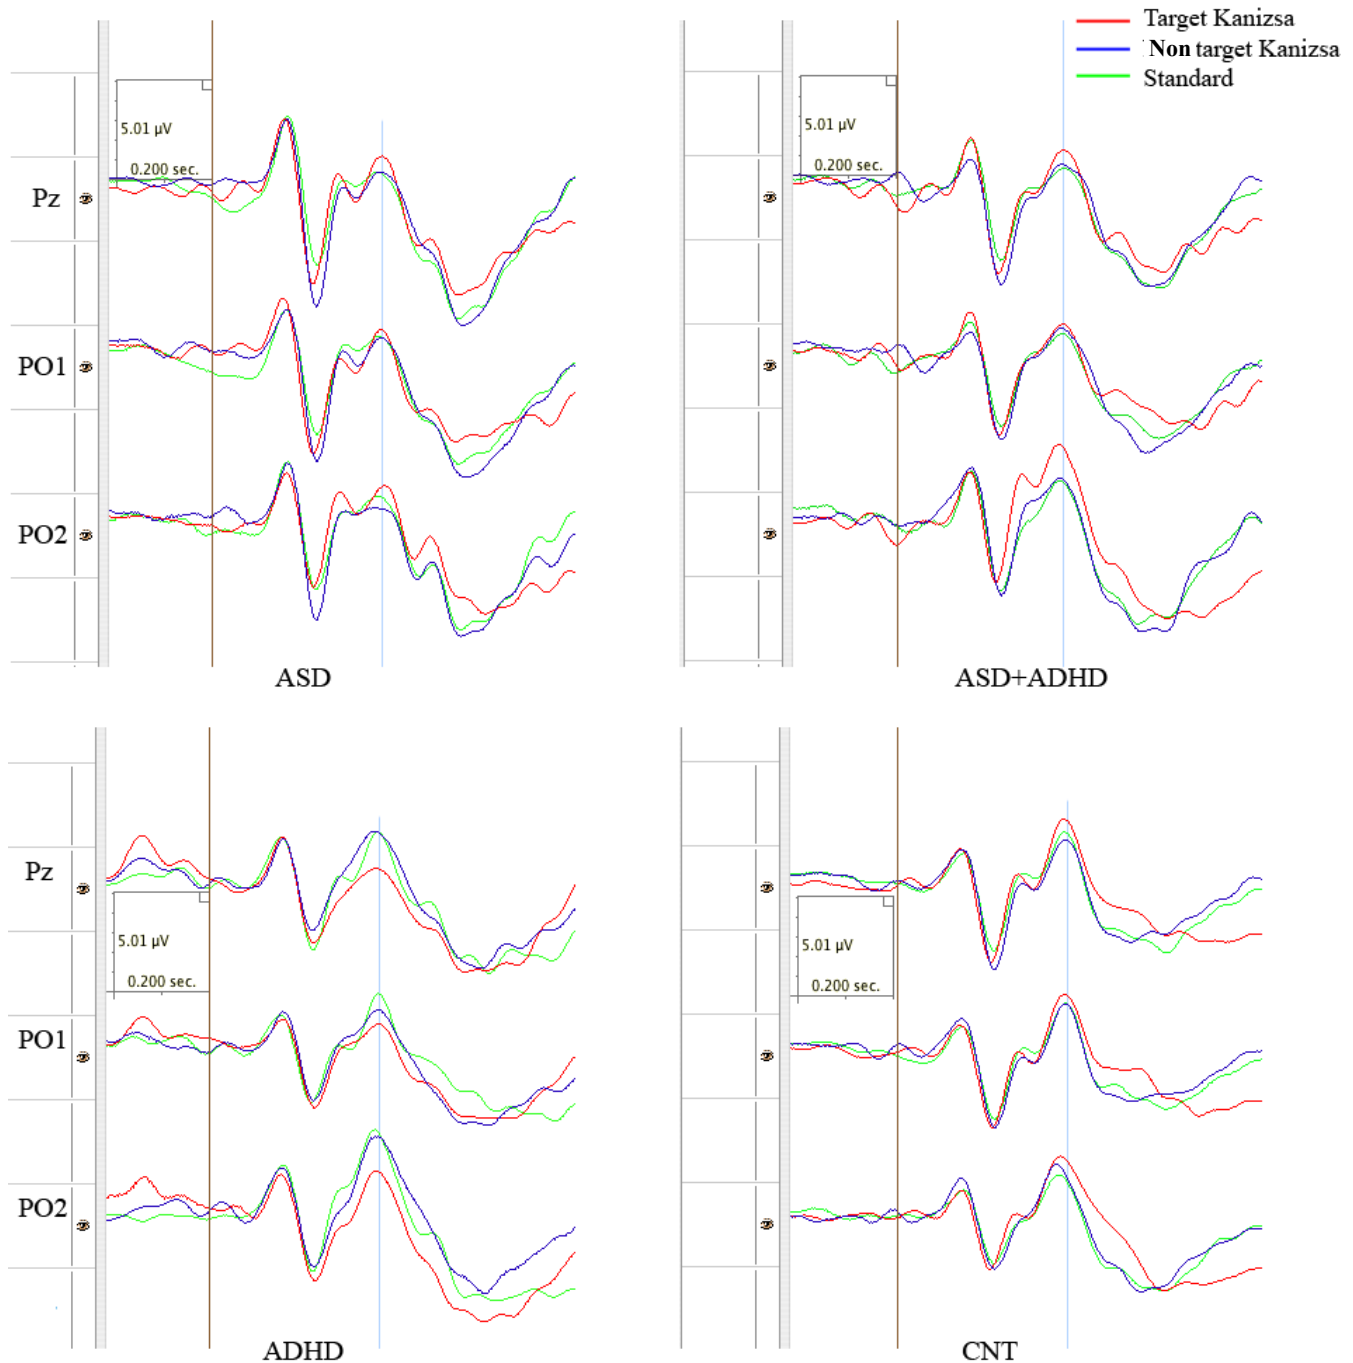 Target Kanizsa
Non target Kanizsa
Standard
5.01 µV
0.200 sec.
Pz
PO1
PO2
ASD
5.01 µV
0.200 sec.
ASD+ADHD
Pz
5.01 µV
0.200 sec.
PO1
PO2
ADHD
5.01 µV
0.200 sec.
CNT